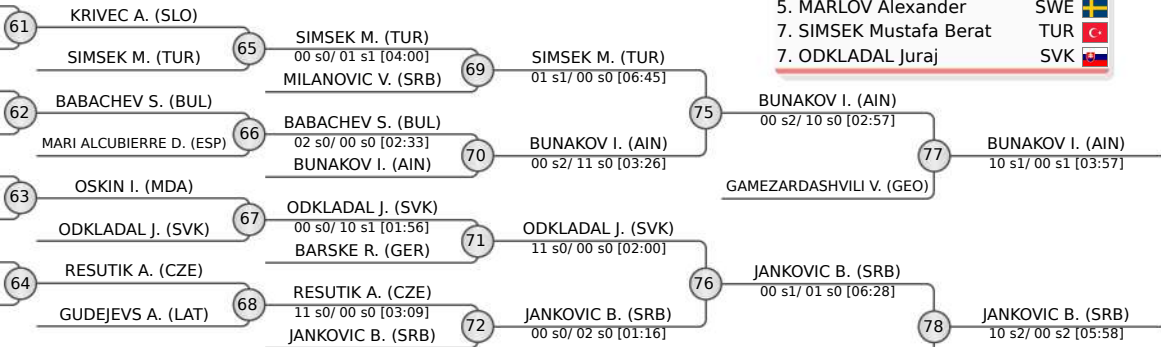 5. MARLOV Alexander SWE
7. SIMSEK Mustafa Berat TUR
7. ODKLADAL Juraj SVK
61
KRIVEC A. (SLO)
SIMSEK M. (TUR)
65
SIMSEK M. (TUR)
00 s0/ 01 s1 [04:00]
MILANOVIC V. (SRB)
69
SIMSEK M. (TUR)
01 s1/ 00 s0 [06:45]
62
BABACHEV S. (BUL)
MARI ALCUBIERRE D. (ESP)
66
BABACHEV S. (BUL)
02 s0/ 00 s0 [02:33]
BUNAKOV I. (AIN)
70
BUNAKOV I. (AIN)
00 s2/ 11 s0 [03:26]
75
BUNAKOV I. (AIN)
00 s2/ 10 s0 [02:57]
GAMEZARDASHVILI V. (GEO)
77
BUNAKOV I. (AIN)
10 s1/ 00 s1 [03:57]
63
OSKIN I. (MDA)
ODKLADAL J. (SVK)
67
ODKLADAL J. (SVK)
00 s0/ 10 s1 [01:56]
BARSKE R. (GER)
71
ODKLADAL J. (SVK)
11 s0/ 00 s0 [02:00]
64
RESUTIK A. (CZE)
GUDEJEVS A. (LAT)
68
RESUTIK A. (CZE)
11 s0/ 00 s0 [03:09]
JANKOVIC B. (SRB)
72
JANKOVIC B. (SRB)
00 s0/ 02 s0 [01:16]
76
JANKOVIC B. (SRB)
00 s1/ 01 s0 [06:28]
78
JANKOVIC B. (SRB)
10 s2/ 00 s2 [05:58]